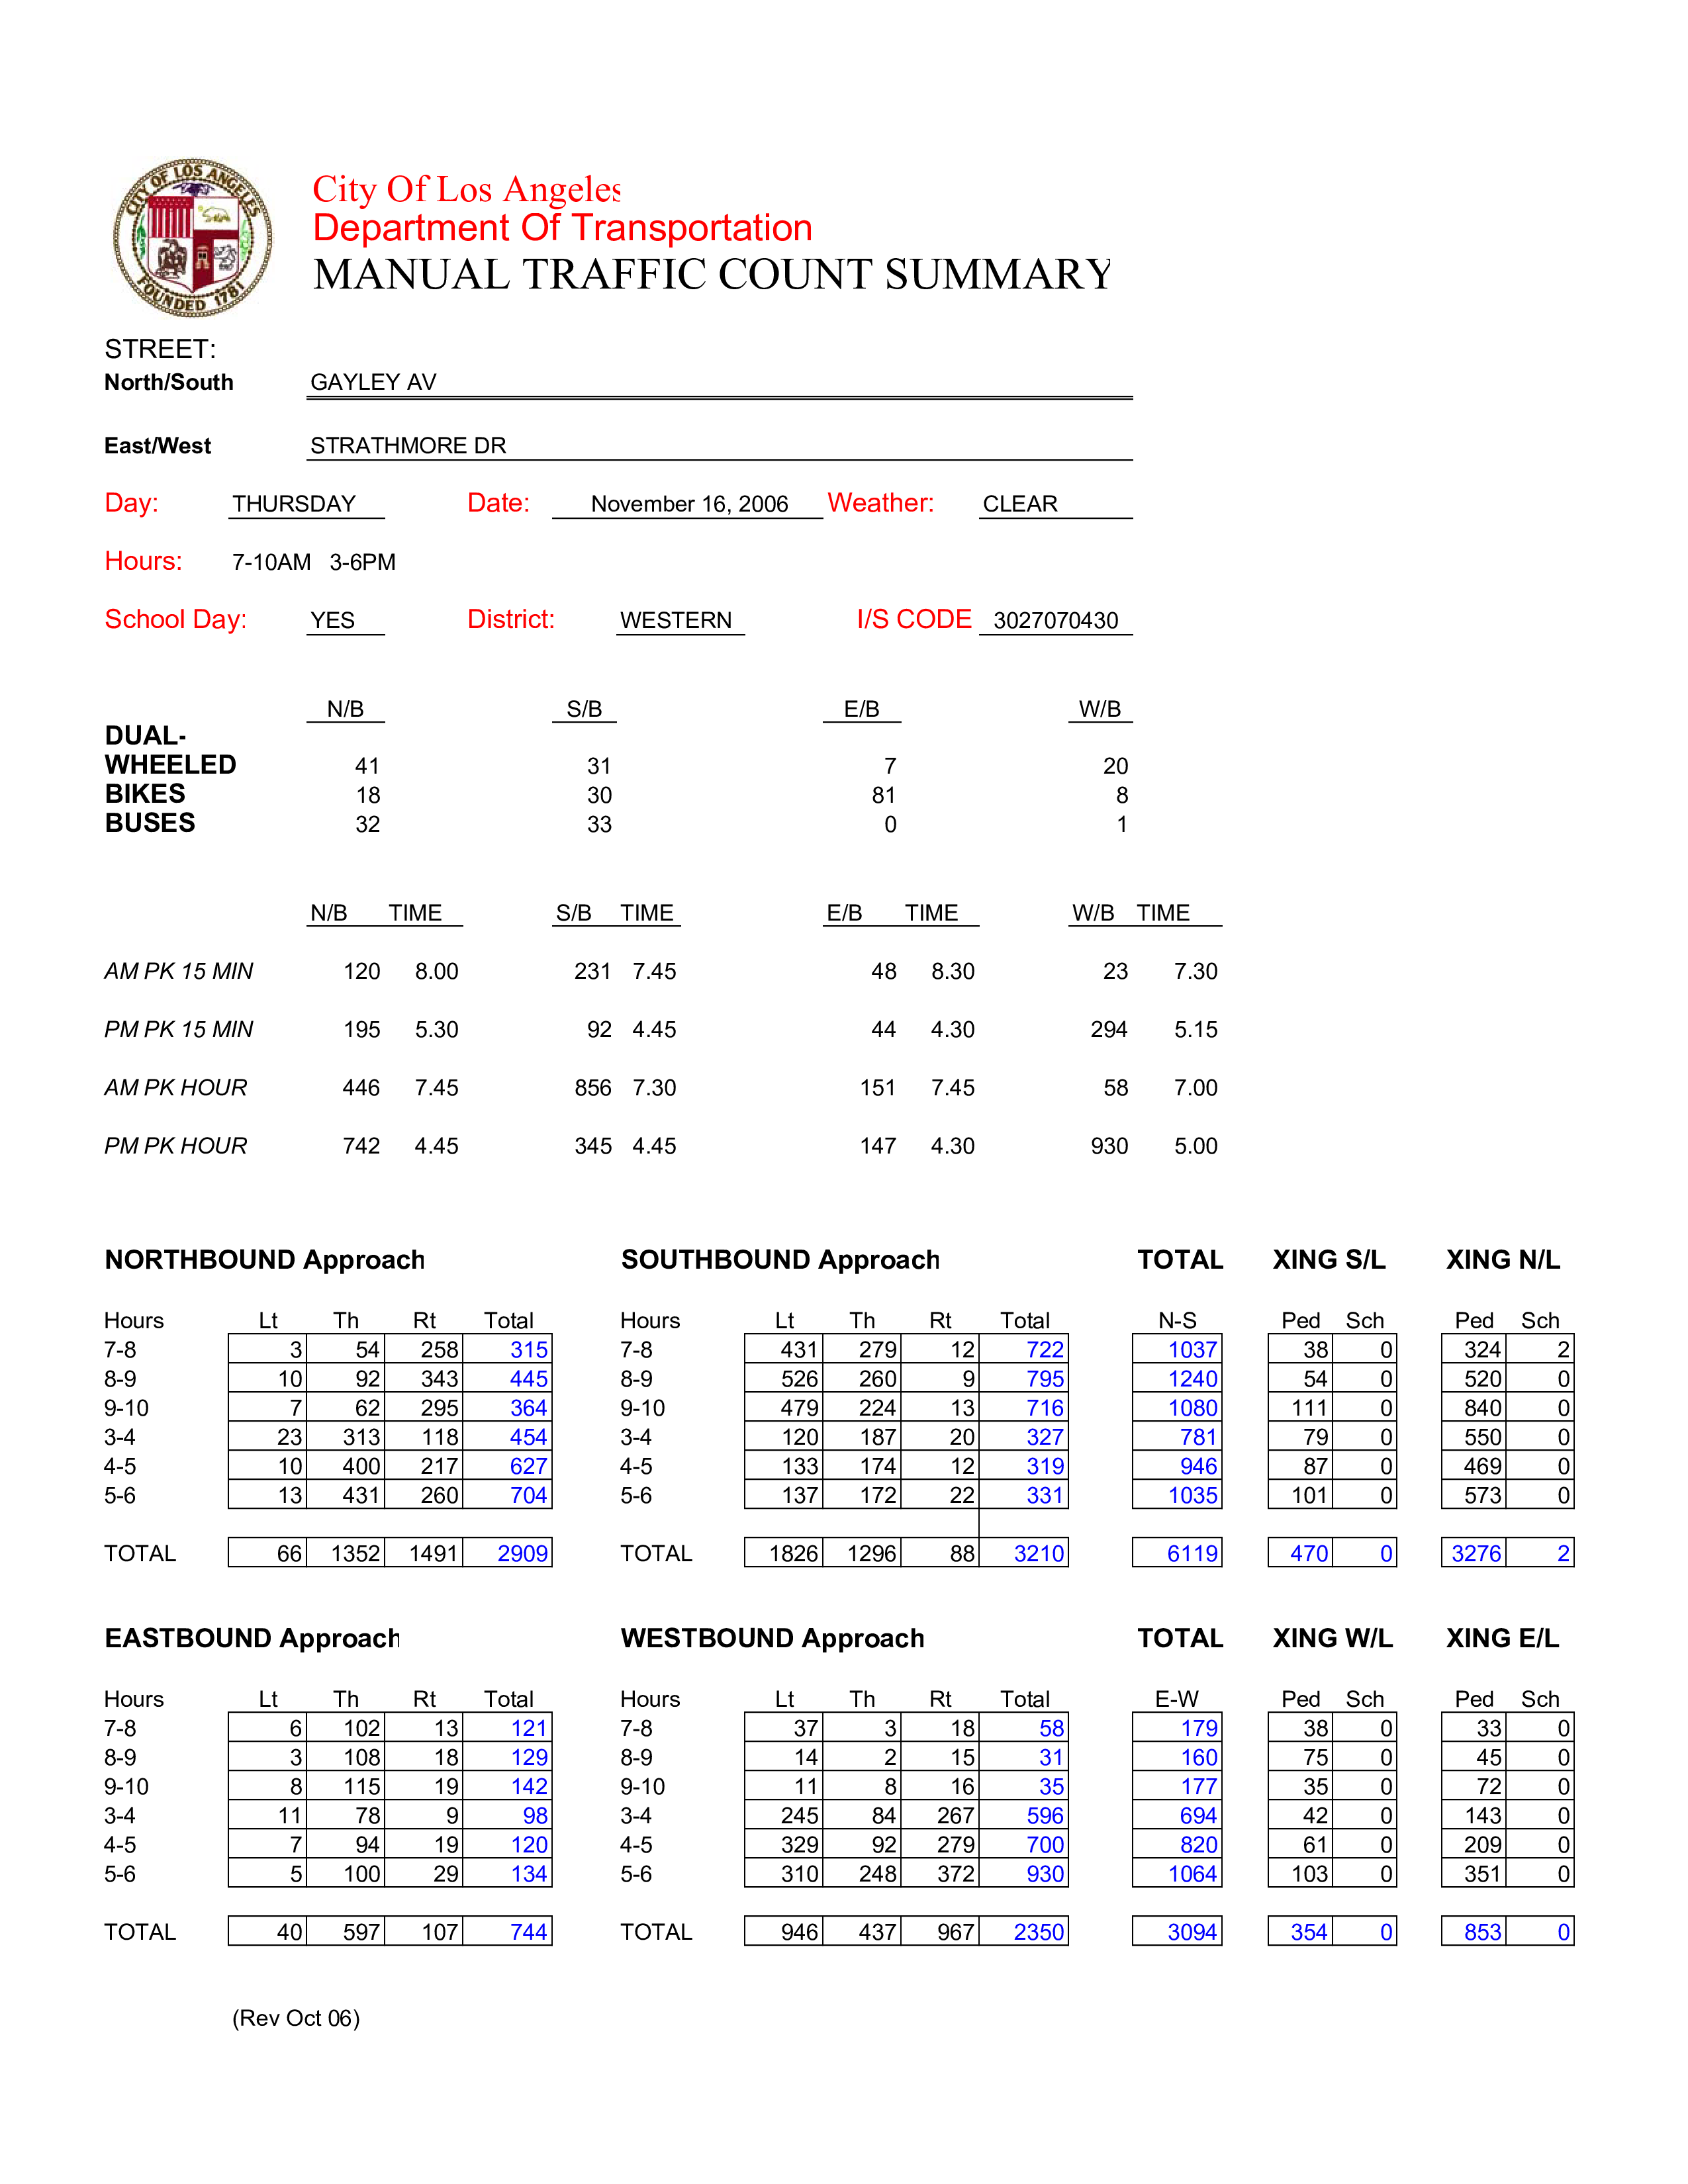 CITY OF LOS ANGELES
FOUNDED 1781
City Of Los Angeles
Department Of Transportation
MANUAL TRAFFIC COUNT SUMMARY
STREET:
North/South GAYLEY AV
East/West STRATHMORE DR
Day: THURSDAY Date: November 16, 2006 Weather: CLEAR
Hours: 7-10AM 3-6PM
School Day: YES District: WESTERN I/S CODE 3027070430
N/B S/B E/B W/B
DUAL-
WHEELED 41 31 7 20
BIKES 18 30 81 8
BUSES 32 33 0 1
N/B TIME S/B TIME E/B TIME W/B TIME
AM PK 15 MIN 120 8.00 231 7.45 48 8.30 23 7.30
PM PK 15 MIN 195 5.30 92 4.45 44 4.30 294 5.15
AM PK HOUR 446 7.45 856 7.30 151 7.45 58 7.00
PM PK HOUR 742 4.45 345 4.45 147 4.30 930 5.00
NORTHBOUND Approach SOUTHBOUND Approach TOTAL XING S/L XING N/L
Hours Lt Th Rt Total Hours Lt Th Rt Total N-S Ped Sch Ped Sch
7-8 3 54 258 315 7-8 431 279 12 722 1037 38 0 324 2
8-9 10 92 343 445 8-9 526 260 9 795 1240 54 0 520 0
9-10 7 62 295 364 9-10 479 224 13 716 1080 111 0 840 0
3-4 23 313 118 454 3-4 120 187 20 327 781 79 0 550 0
4-5 10 400 217 627 4-5 133 174 12 319 946 87 0 469 0
5-6 13 431 260 704 5-6 137 172 22 331 1035 101 0 573 0
TOTAL 66 1352 1491 2909 TOTAL 1826 1296 88 3210 6119 470 0 3276 2
EASTBOUND Approach WESTBOUND Approach TOTAL XING W/L XING E/L
Hours Lt Th Rt Total Hours Lt Th Rt Total E-W Ped Sch Ped Sch
7-8 6 102 13 121 7-8 37 3 18 58 179 38 0 33 0
8-9 3 108 18 129 8-9 14 2 15 31 160 75 0 45 0
9-10 8 115 19 142 9-10 11 8 16 35 177 35 0 72 0
3-4 11 78 9 98 3-4 245 84 267 596 694 42 0 143 0
4-5 7 94 19 120 4-5 329 92 279 700 820 61 0 209 0
5-6 5 100 29 134 5-6 310 248 372 930 1064 103 0 351 0
TOTAL 40 597 107 744 TOTAL 946 437 967 2350 3094 354 0 853 0
(Rev Oct 06)